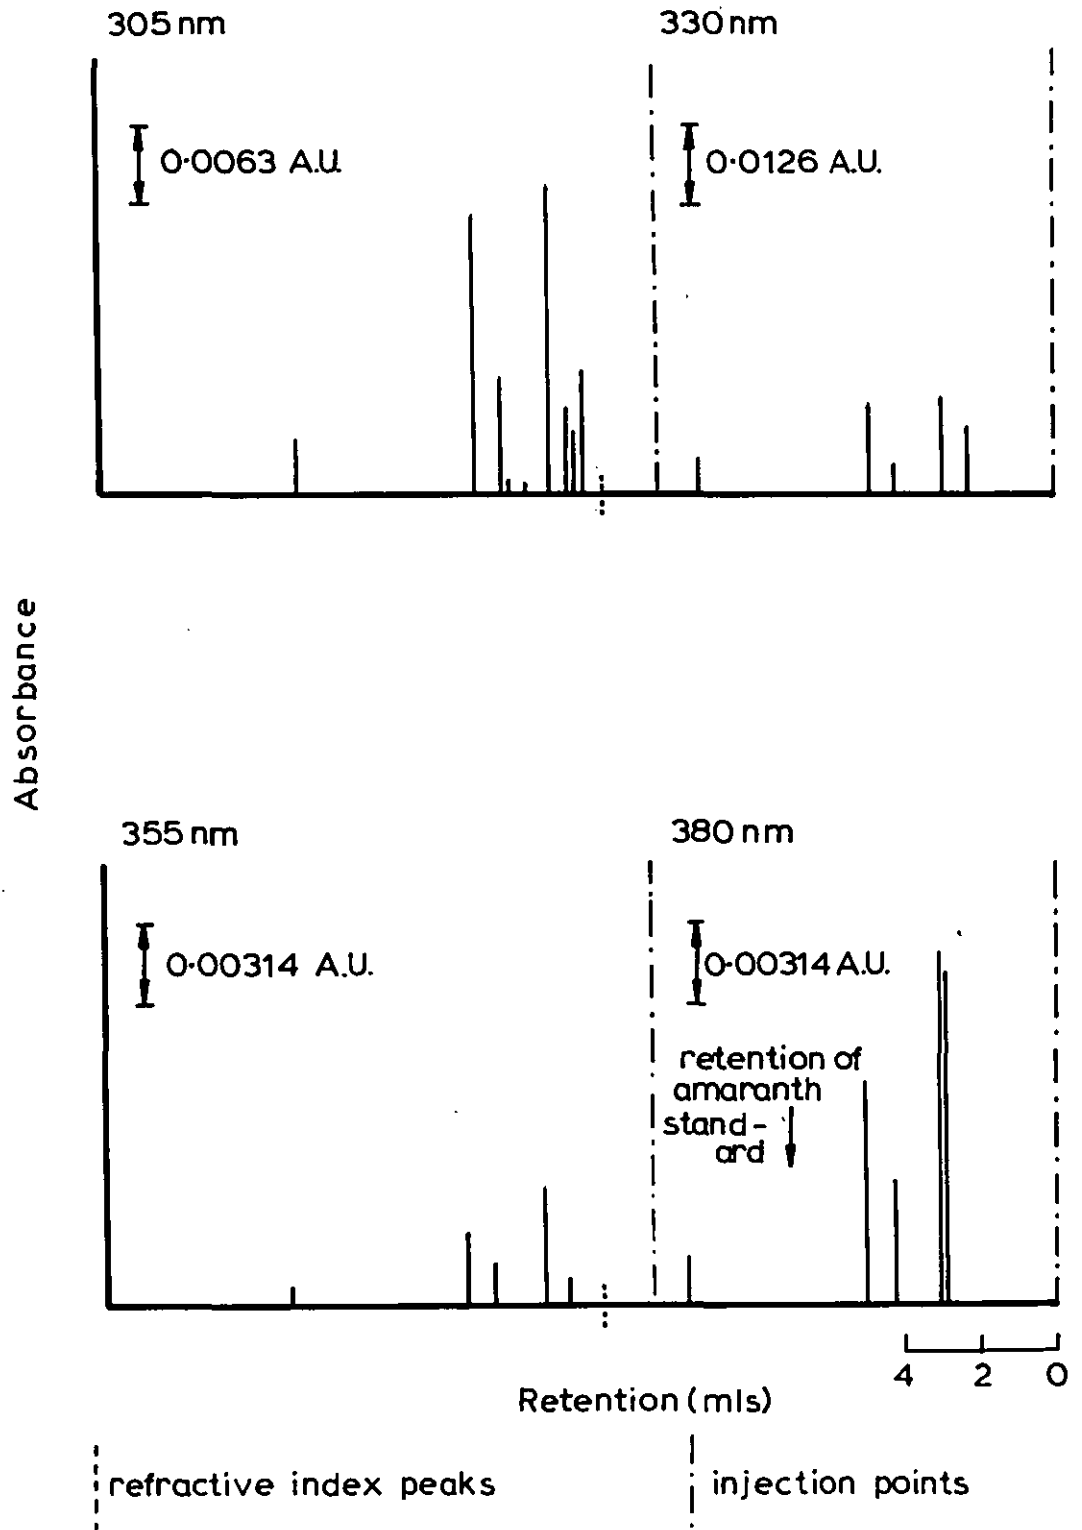 305 nm
330 nm
0·0063 A.U.
0·0126 A.U.
Absorbance
355 nm
380 nm
0·00314 A.U.
0·00314 A.U.
retention of
amaranth
stand-
ard
4 2 0
Retention (mls)
refractive index peaks
injection points